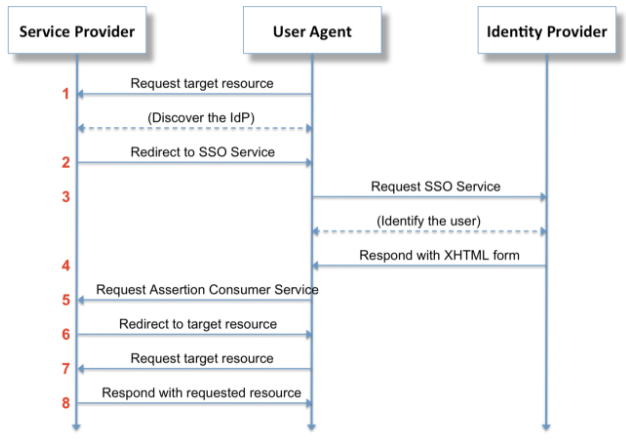 Service Provider
User Agent
Identity Provider
1
Request target resource
(Discover the IdP)
2
Redirect to SSO Service
3
Request SSO Service
(Identify the user)
4
Respond with XHTML form
5
Request Assertion Consumer Service
6
Redirect to target resource
7
Request target resource
8
Respond with requested resource